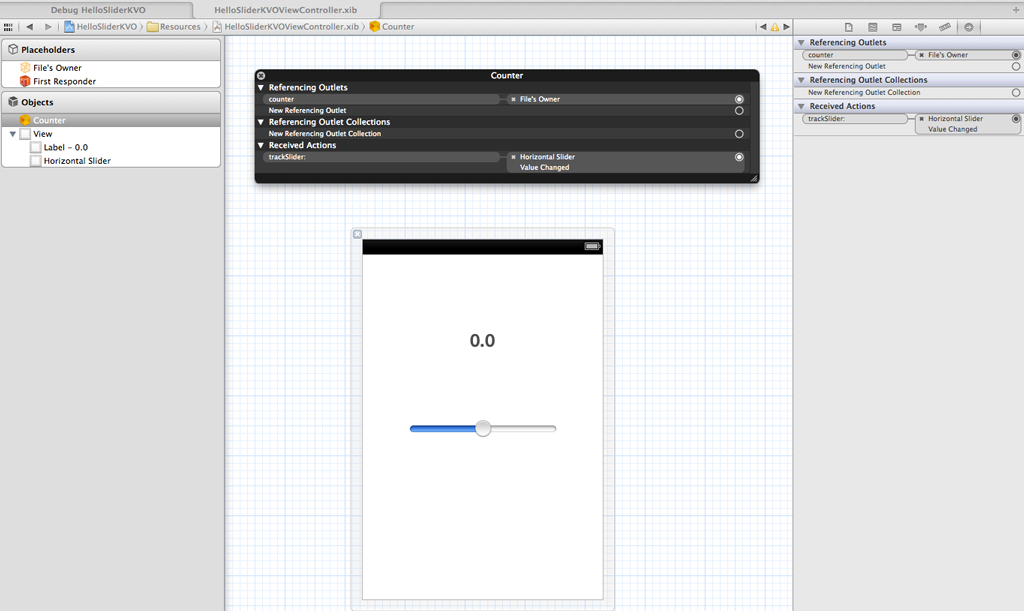 Debug HelloSliderKVO
HelloSliderKVOViewController.xib
HelloSliderKVO
Resources
HelloSliderKVOViewController.xib
Counter
Placeholders
File's Owner
First Responder
Objects
Counter
View
Label – 0.0
Horizontal Slider
Counter
Referencing Outlets
counter
File's Owner
New Referencing Outlet
Referencing Outlet Collections
New Referencing Outlet Collection
Received Actions
trackSlider:
Horizontal Slider
Value Changed
0.0
Referencing Outlets
counter
File's Owner
New Referencing Outlet
Referencing Outlet Collections
New Referencing Outlet Collection
Received Actions
trackSlider:
Horizontal Slider
Value Changed